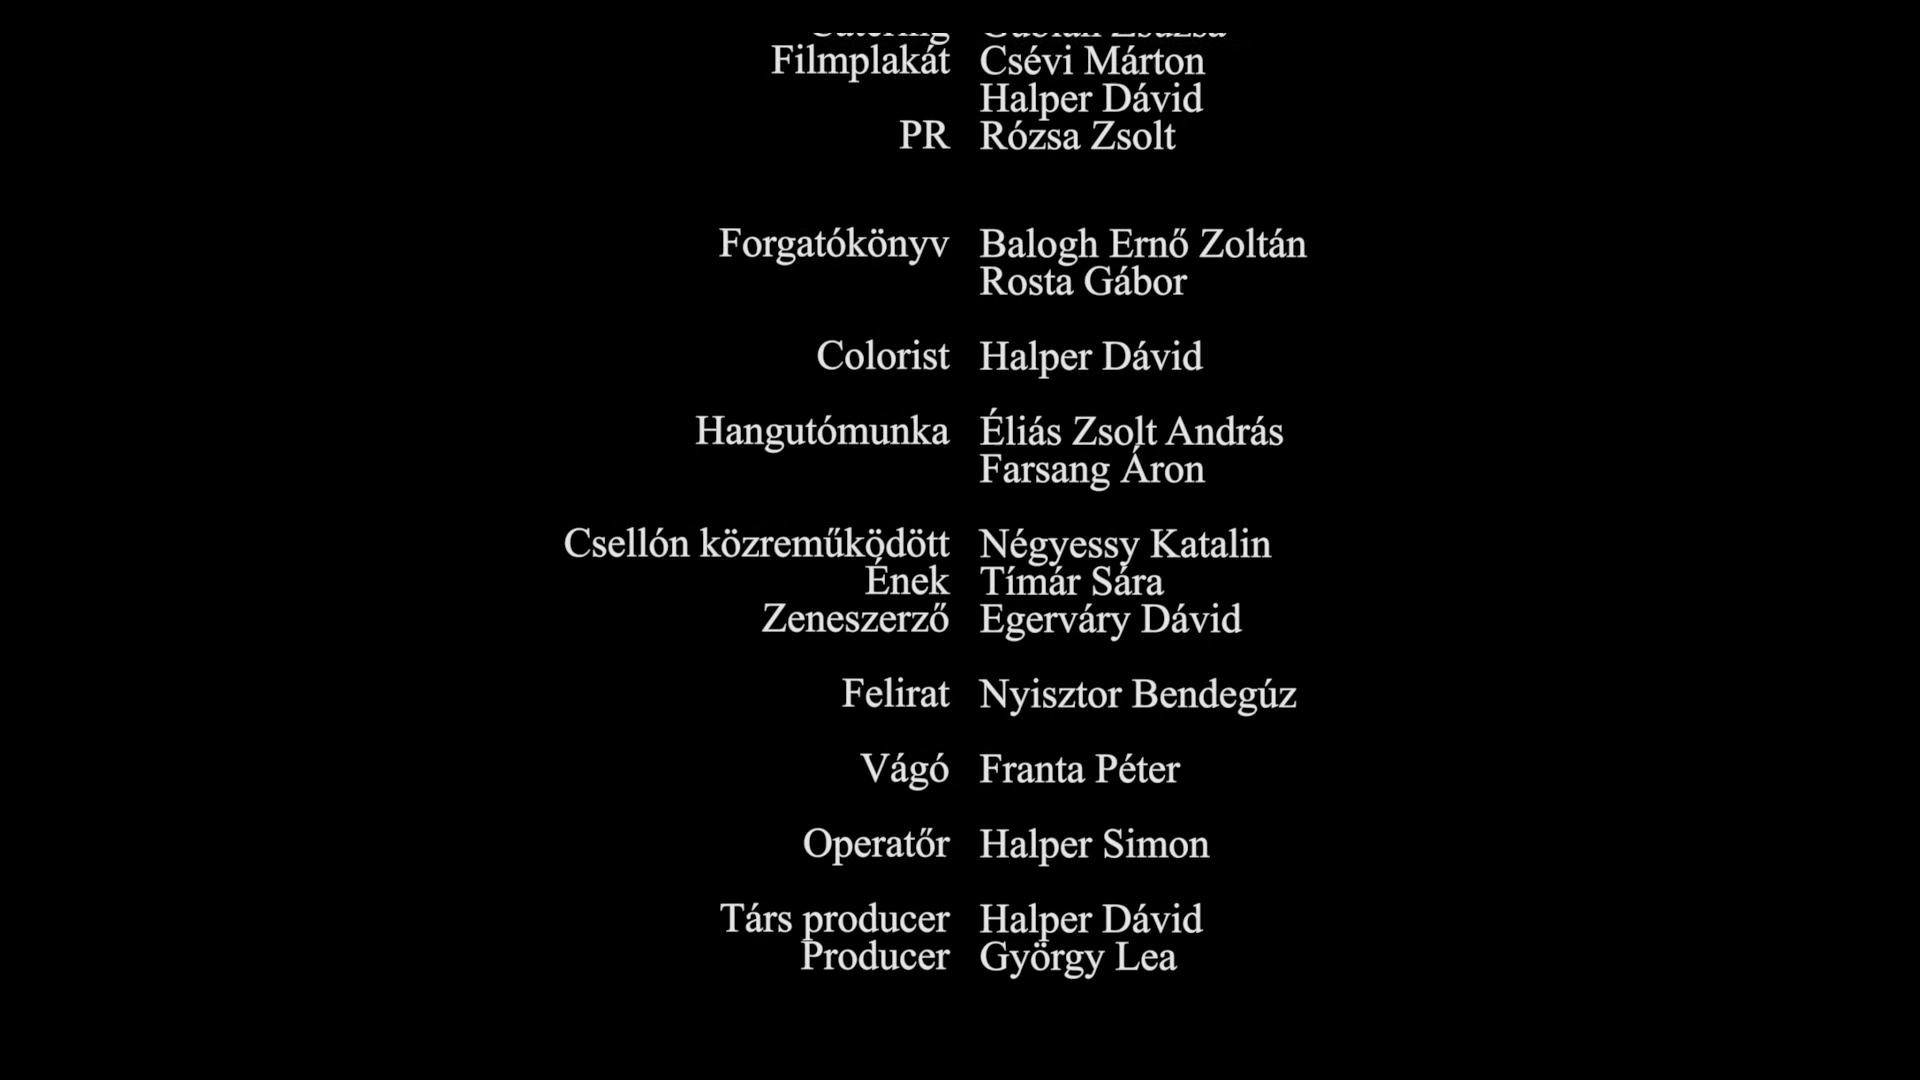 Catering
Filmplakát Csévi Márton
Halper Dávid
PR Rózsa Zsolt
Forgatókönyv Balogh Ernő Zoltán
Rosta Gábor
Colorist Halper Dávid
Hangutómunka Éliás Zsolt András
Farsang Áron
Csellón közreműködött Négyessy Katalin
Ének Tímár Sára
Zeneszerző Egerváry Dávid
Felirat Nyisztor Bendegúz
Vágó Franta Péter
Operatőr Halper Simon
Társ producer Halper Dávid
Producer György Lea